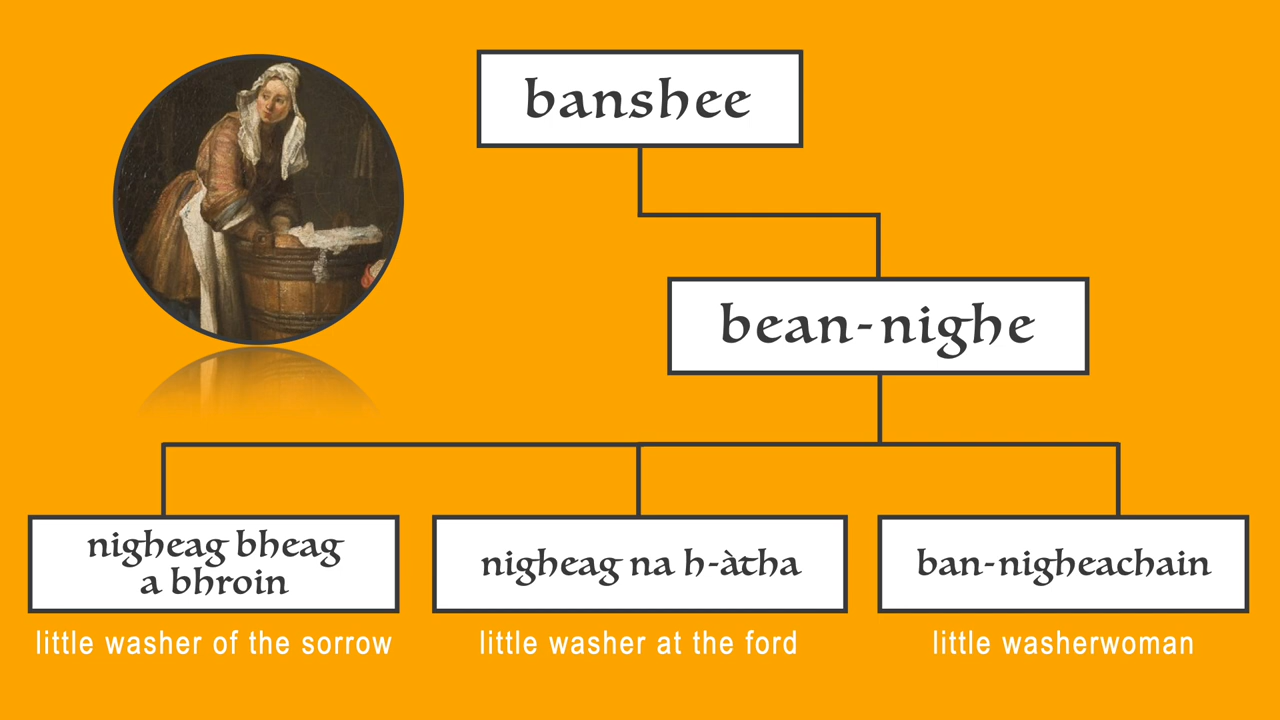 banshee
bean-nighe
nigheag bheag
a bhroin
nigheag na h-àtha
ban-nigheachain
little washer of the sorrow
little washer at the ford
little washerwoman